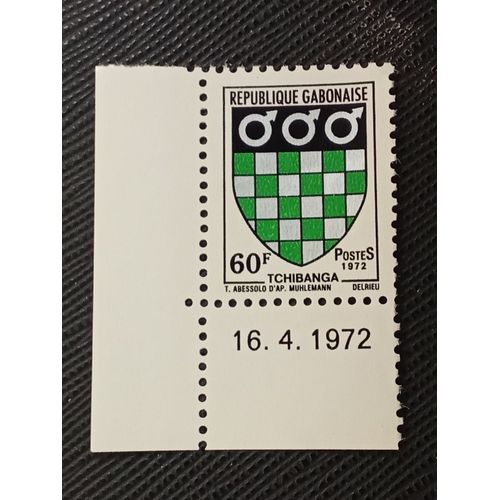 REPUBLIQUE GABONAISE
60F
POSTES
1972
TCHIBANGA
T. ABESSOLO D'AP. MUHLEMANN DELRIEU
16. 4. 1972